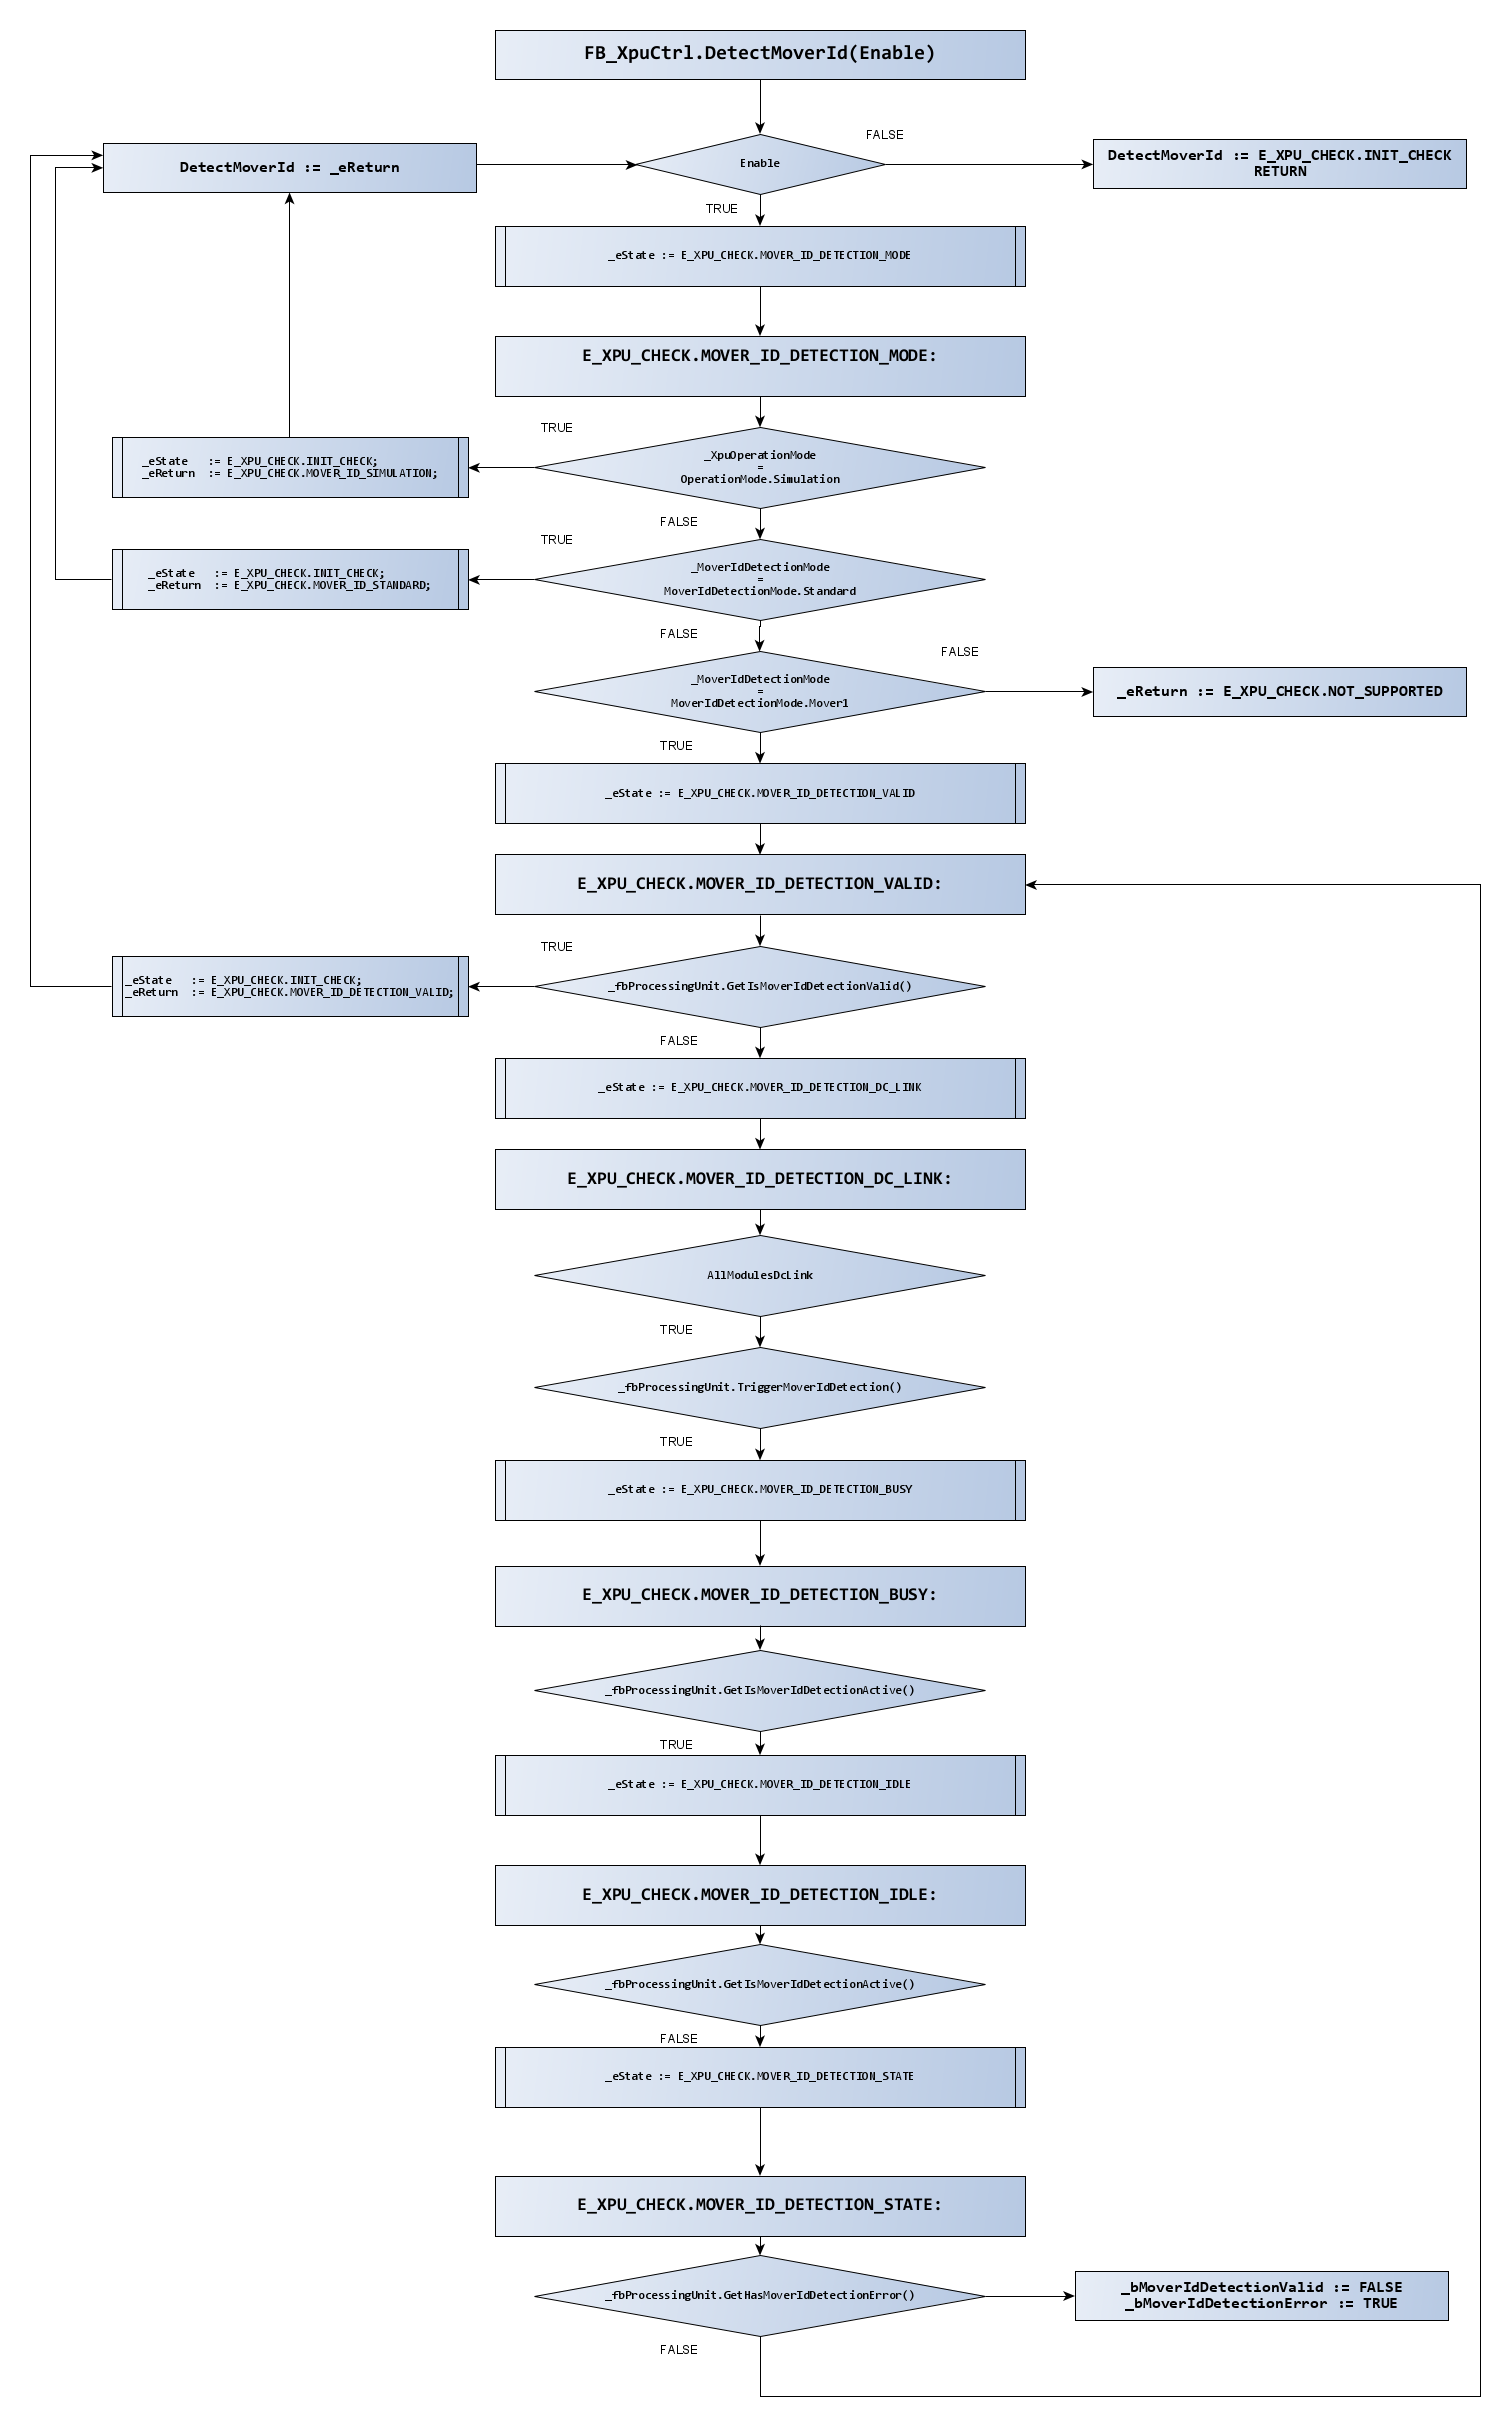 FB_XpuCtrl.DetectMoverId(Enable)
FALSE
DetectMoverId := _eReturn
Enable
DetectMoverId := E_XPU_CHECK.INIT_CHECK
RETURN
TRUE
_eState := E_XPU_CHECK.MOVER_ID_DETECTION_MODE
E_XPU_CHECK.MOVER_ID_DETECTION_MODE:
TRUE
_XpuOperationMode
=
OperationMode.Simulation
_eState   := E_XPU_CHECK.INIT_CHECK;
_eReturn  := E_XPU_CHECK.MOVER_ID_SIMULATION;
FALSE
TRUE
_MoverIdDetectionMode
=
MoverIdDetectionMode.Standard
_eState   := E_XPU_CHECK.INIT_CHECK;
_eReturn  := E_XPU_CHECK.MOVER_ID_STANDARD;
FALSE
FALSE
_MoverIdDetectionMode
=
MoverIdDetectionMode.Mover1
_eReturn := E_XPU_CHECK.NOT_SUPPORTED
TRUE
_eState := E_XPU_CHECK.MOVER_ID_DETECTION_VALID
E_XPU_CHECK.MOVER_ID_DETECTION_VALID:
TRUE
_eState   := E_XPU_CHECK.INIT_CHECK;
_eReturn  := E_XPU_CHECK.MOVER_ID_DETECTION_VALID;
_fbProcessingUnit.GetIsMoverIdDetectionValid()
FALSE
_eState := E_XPU_CHECK.MOVER_ID_DETECTION_DC_LINK
E_XPU_CHECK.MOVER_ID_DETECTION_DC_LINK:
AllModulesDcLink
TRUE
_fbProcessingUnit.TriggerMoverIdDetection()
TRUE
_eState := E_XPU_CHECK.MOVER_ID_DETECTION_BUSY
E_XPU_CHECK.MOVER_ID_DETECTION_BUSY:
_fbProcessingUnit.GetIsMoverIdDetectionActive()
TRUE
_eState := E_XPU_CHECK.MOVER_ID_DETECTION_IDLE
E_XPU_CHECK.MOVER_ID_DETECTION_IDLE:
_fbProcessingUnit.GetIsMoverIdDetectionActive()
FALSE
_eState := E_XPU_CHECK.MOVER_ID_DETECTION_STATE
E_XPU_CHECK.MOVER_ID_DETECTION_STATE:
_fbProcessingUnit.GetHasMoverIdDetectionError()
_bMoverIdDetectionValid := FALSE
_bMoverIdDetectionError := TRUE
FALSE